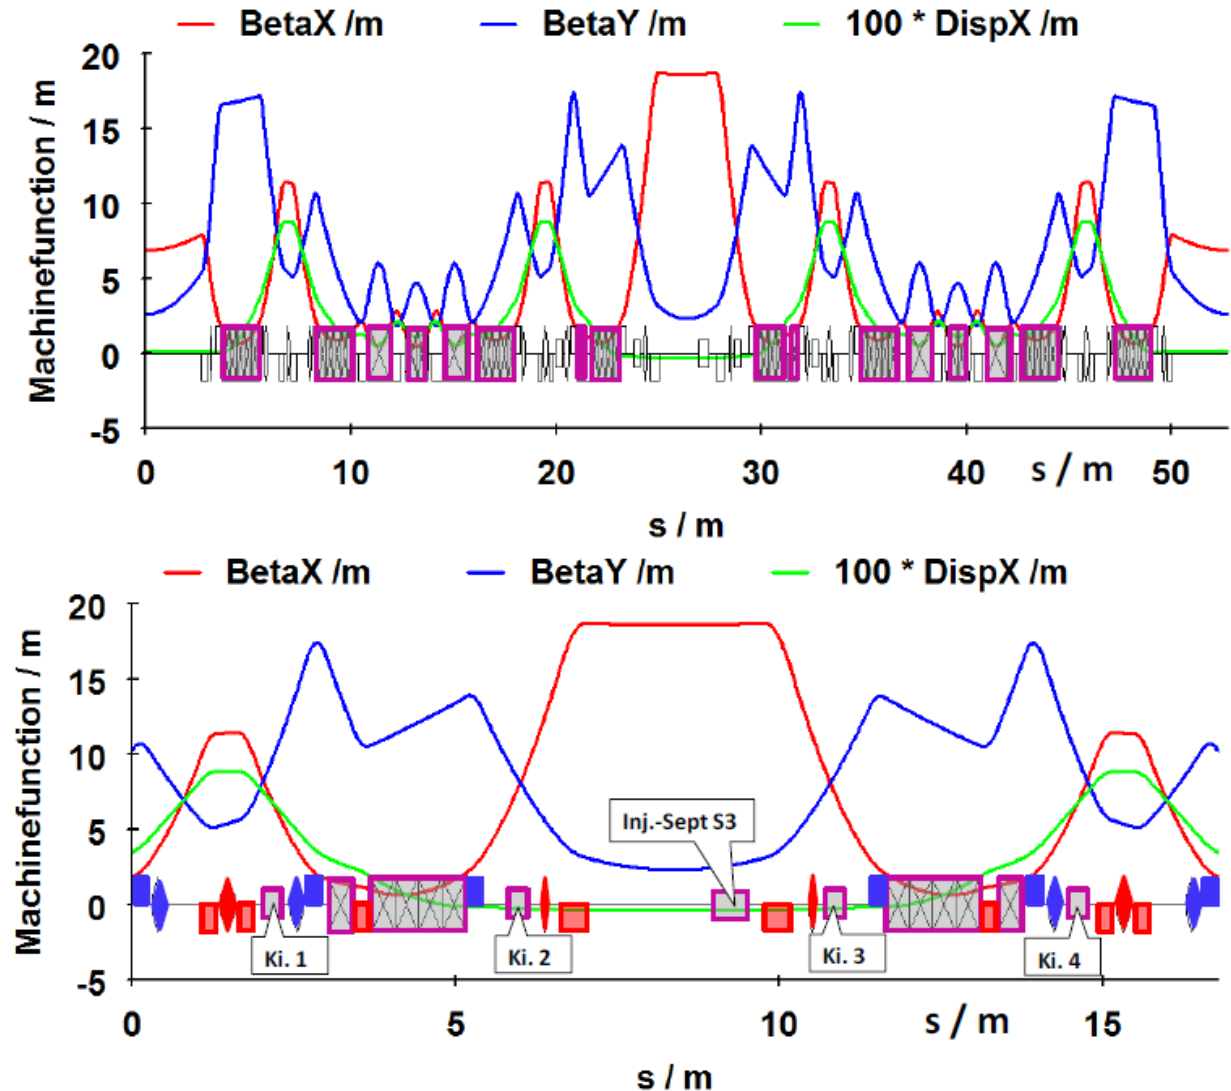 BetaX /m BetaY /m 100 * DispX /m
Machinefunction / m
20
15
10
5
0
-5
0 10 20 30 40 s / m 50
s / m
BetaX /m BetaY /m 100 * DispX /m
Machinefunction / m
20
15
10
5
0
-5
Inj.-Sept S3
Ki. 1 Ki. 2 Ki. 3 Ki. 4
0 5 10 s / m 15
s / m